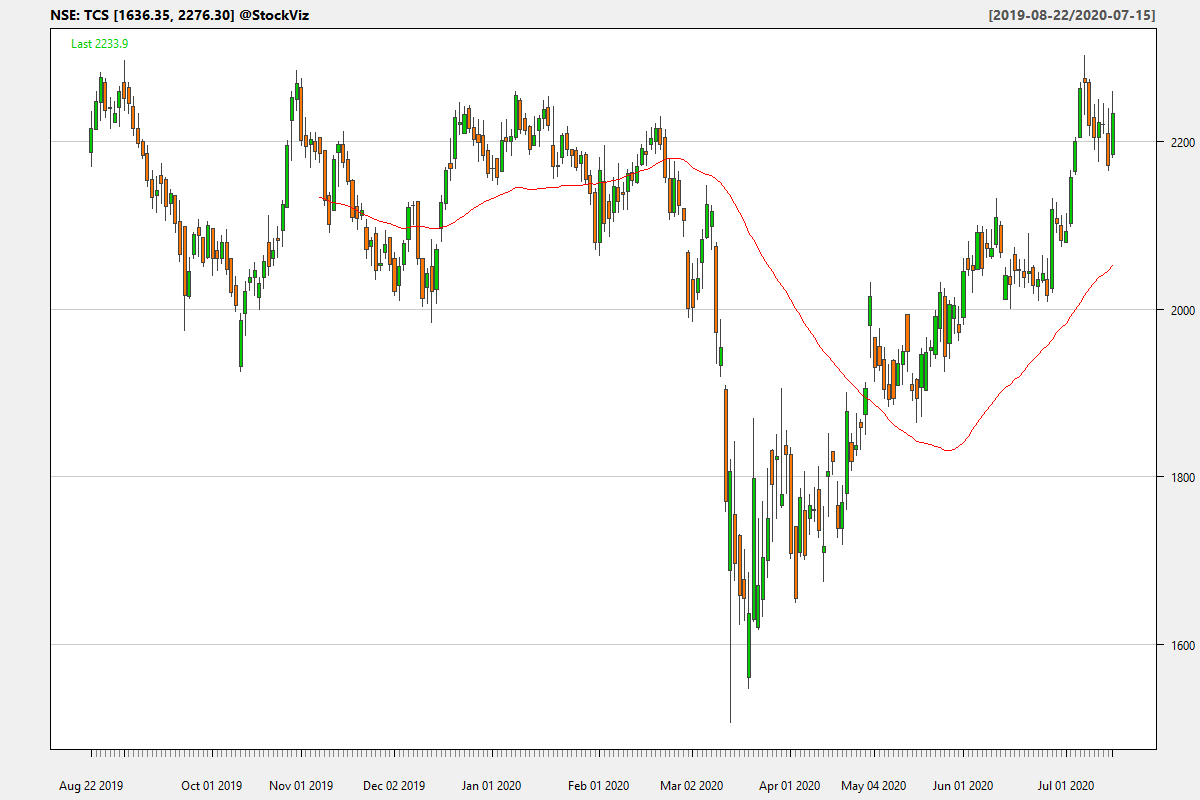 NSE: TCS [1636.35, 2276.30] @StockViz [2019-08-22/2020-07-15]
Last 2233.9
2200
2000
1800
1600
Aug 22 2019 Oct 01 2019 Nov 01 2019 Dec 02 2019 Jan 01 2020 Feb 01 2020 Mar 02 2020 Apr 01 2020 May 04 2020 Jun 01 2020 Jul 01 2020